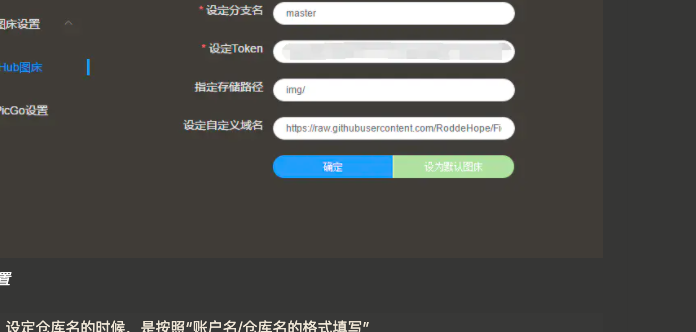 * 设定分支名 master
图床设置
* 设定Token
Hub图床
指定存储路径 img/
PicGo设置
设定自定义域名 https://raw.githubusercontent.com/RoddeHope/Fi
确定 设为默认图床
置
设定仓库名的时候，是按照“账户名/仓库名的格式填写”